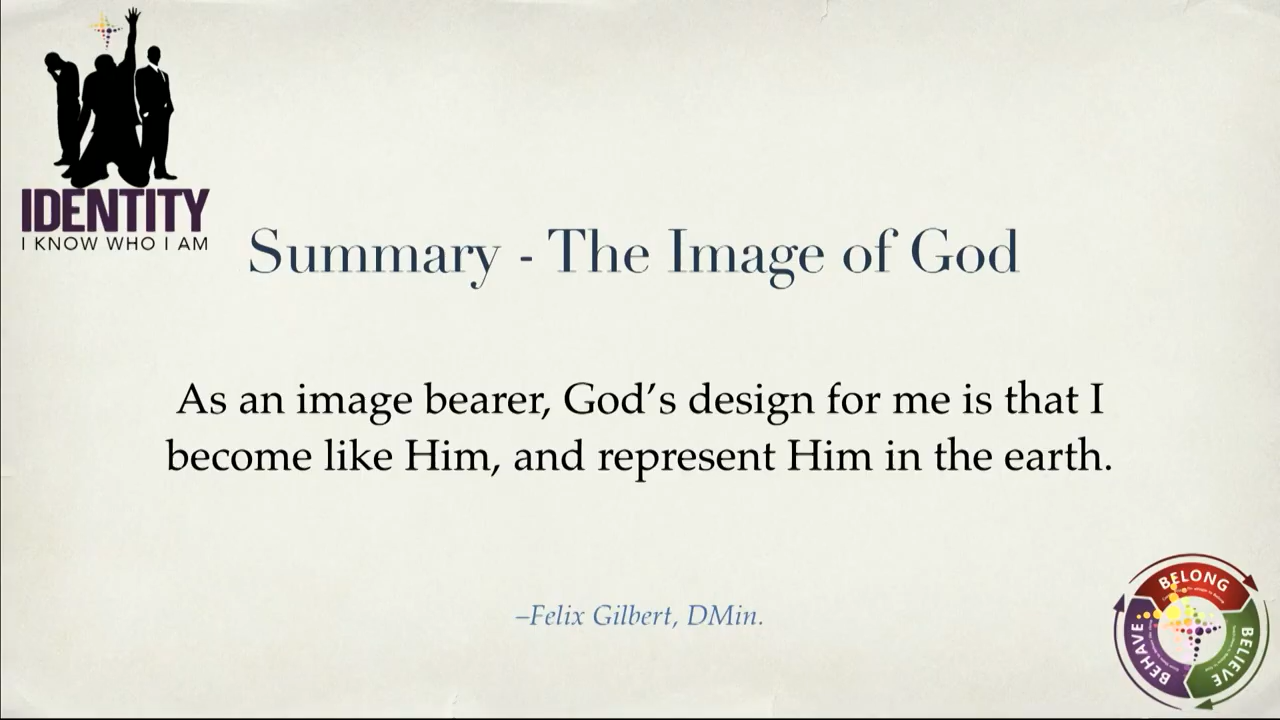 IDENTITY
I KNOW WHO I AM
Summary - The Image of God
As an image bearer, God’s design for me is that I
become like Him, and represent Him in the earth.
–Felix Gilbert, DMin.
BELONG
BELIEVE
BEHAVE